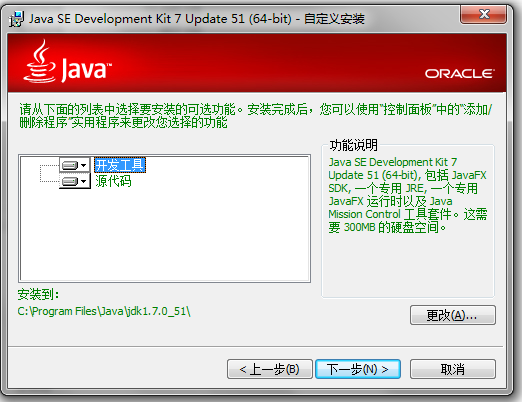 Java SE Development Kit 7 Update 51 (64-bit) - 自定义安装
Java™
ORACLE®
请从下面的列表中选择要安装的可选功能。安装完成后，您可以使用“控制面板”中的“添加/
删除程序”实用程序来更改您选择的功能
开发工具
源代码
功能说明
Java SE Development Kit 7
Update 51 (64-bit), 包括 JavaFX
SDK, 一个专用 JRE, 一个专用
JavaFX 运行时以及 Java
Mission Control 工具套件。这需
要 300MB 的硬盘空间。
安装到：
C:\Program Files\Java\jdk1.7.0_51\
更改(A)...
< 上一步(B)
下一步(N) >
取消